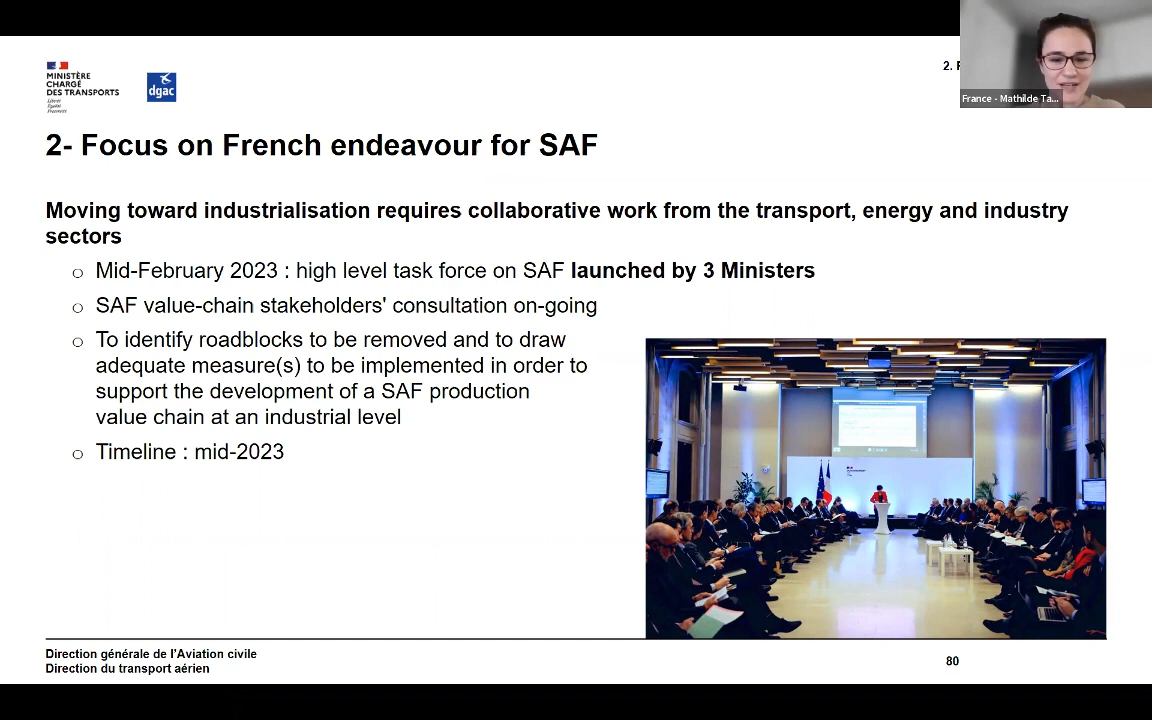 MINISTÈRE
CHARGÉ
DES TRANSPORTS
Liberté
Égalité
Fraternité
dgac
2.
France - Mathilde Ta...
2- Focus on French endeavour for SAF
Moving toward industrialisation requires collaborative work from the transport, energy and industry
sectors
Mid-February 2023 : high level task force on SAF launched by 3 Ministers
SAF value-chain stakeholders' consultation on-going
To identify roadblocks to be removed and to draw
adequate measure(s) to be implemented in order to
support the development of a SAF production
value chain at an industrial level
Timeline : mid-2023
Direction générale de l'Aviation civile
Direction du transport aérien
80